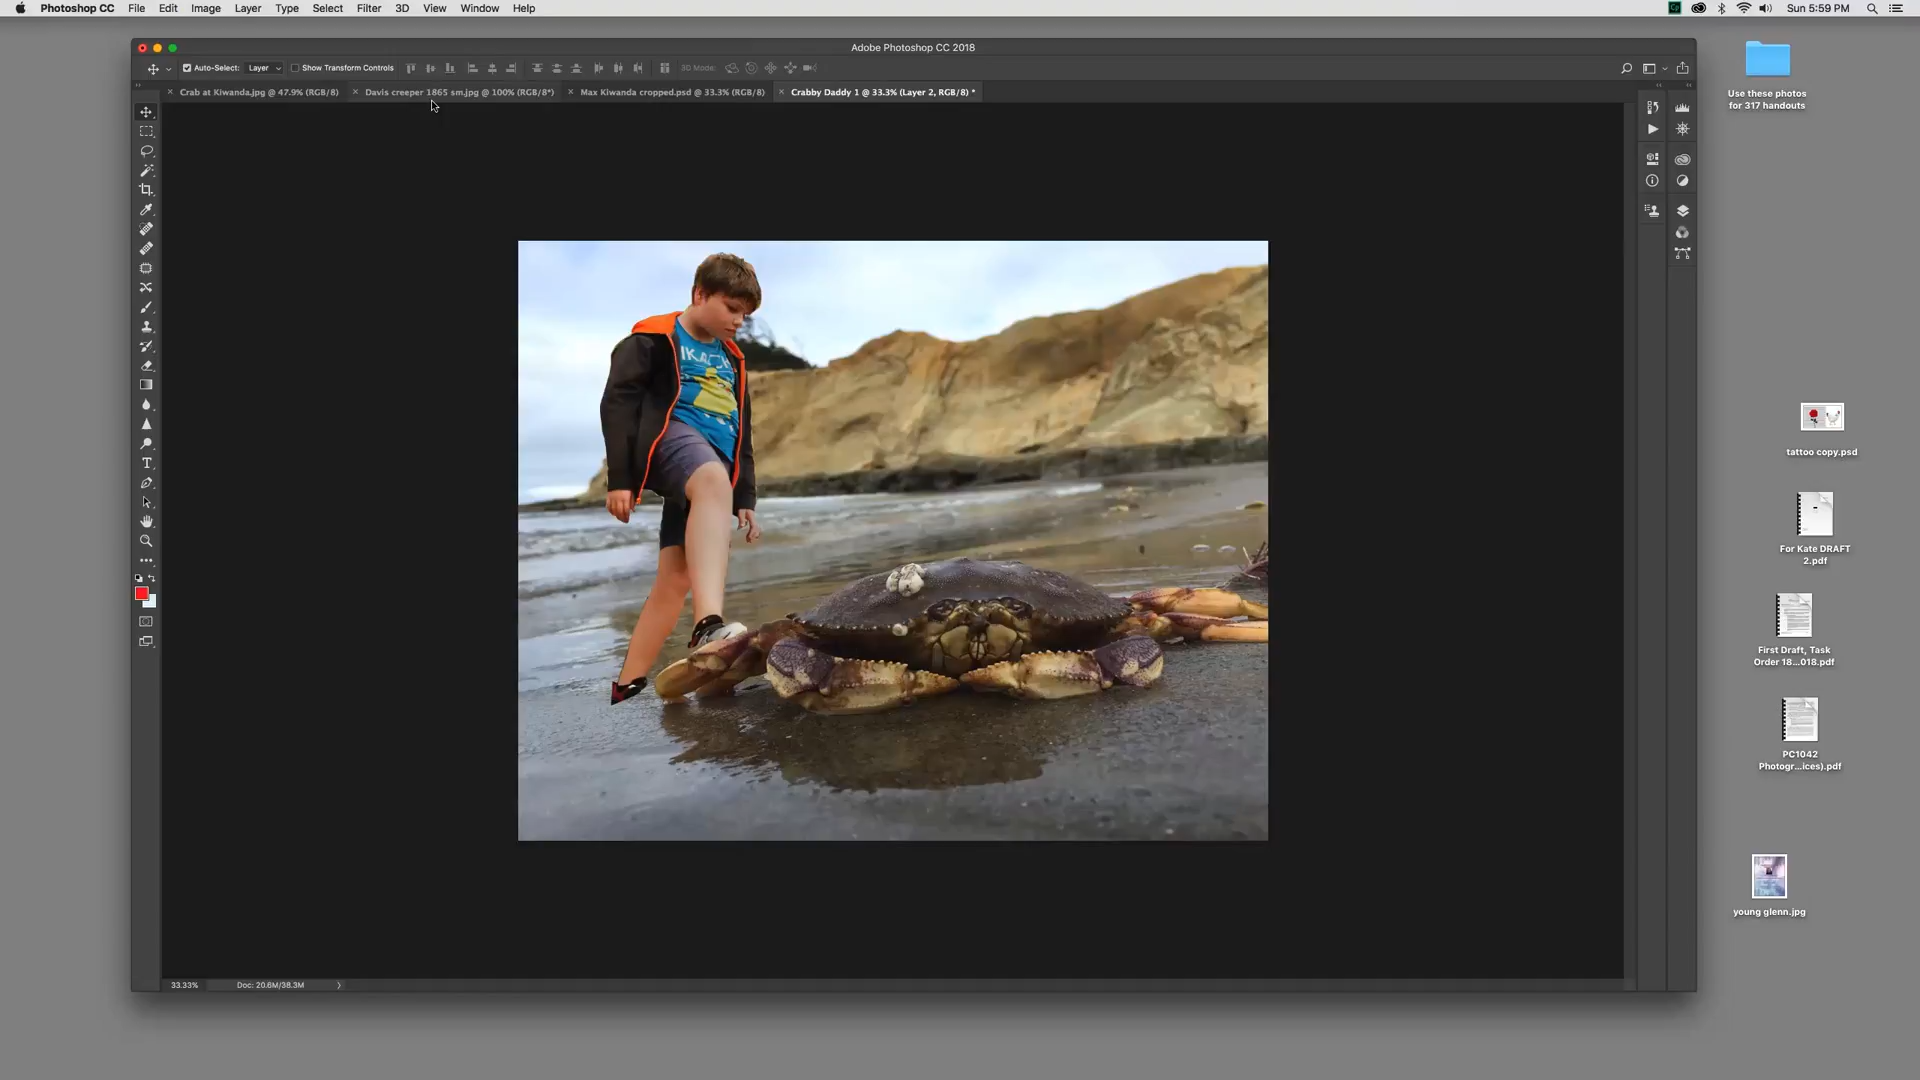 Photoshop CC File Edit Image Layer Type Select Filter 3D View Window Help Sun 5:59 PM
Adobe Photoshop CC 2018
Auto-Select: Layer Show Transform Controls 3D Mode:
Crab at Kiwanda.jpg @ 47.9% (RGB/8) Davis creeper 1865 sm.jpg @ 100% (RGB/8*) Max Kiwanda cropped.psd @ 33.3% (RGB/8) Crabby Daddy 1 @ 33.3% (Layer 2, RGB/8) *
Use these photos
for 317 handouts
tattoo copy.psd
For Kate DRAFT
2.pdf
First Draft, Task
Order 18...018.pdf
PC1042
Photogr...ices).pdf
young glenn.jpg
33.33% Doc: 20.6M/38.3M